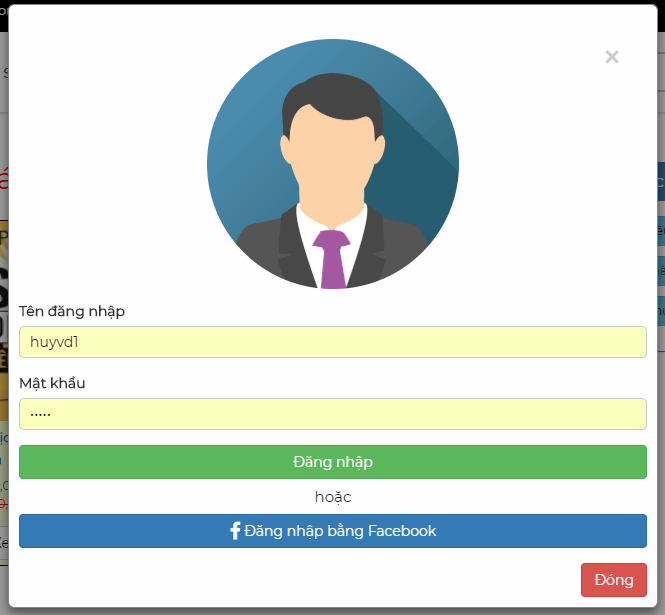 ×
Tên đăng nhập
huyvd1
Mật khẩu
•••••
Đăng nhập
hoặc
f Đăng nhập bằng Facebook
Đóng